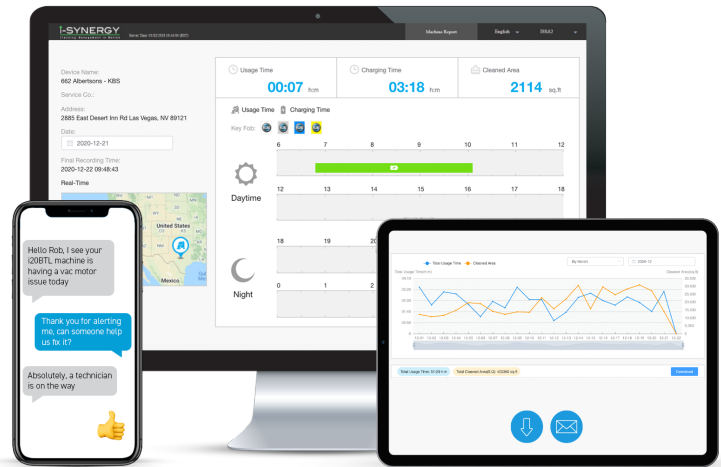 i-SYNERGY
Tracking Management in Motion
Machine Report
English
Device Name:
662 Albertsons - KBS
Service Co.:
Address:
2885 East Desert Inn Rd Las Vegas, NV 89121
Date:
2020-12-21
Final Recording Time:
2020-12-22 09:48:43
Real-Time
United States
Mexico
Usage Time
00:07 h:m
Charging Time
03:18 h:m
Cleaned Area
2114 sq.ft
Usage Time Charging Time
Key Fob:
6 7 8 9 10 11 12
Daytime
12 13 14 15 16 17 18
18 19
Night
0 1 2
Hello Rob, I see your
i20BTL machine is
having a vac motor
issue today
Thank you for alerting
me, can someone help
us fix it?
Absolutely, a technician
is on the way
Total Usage Time Cleaned Area
By Month
2020-12
Download